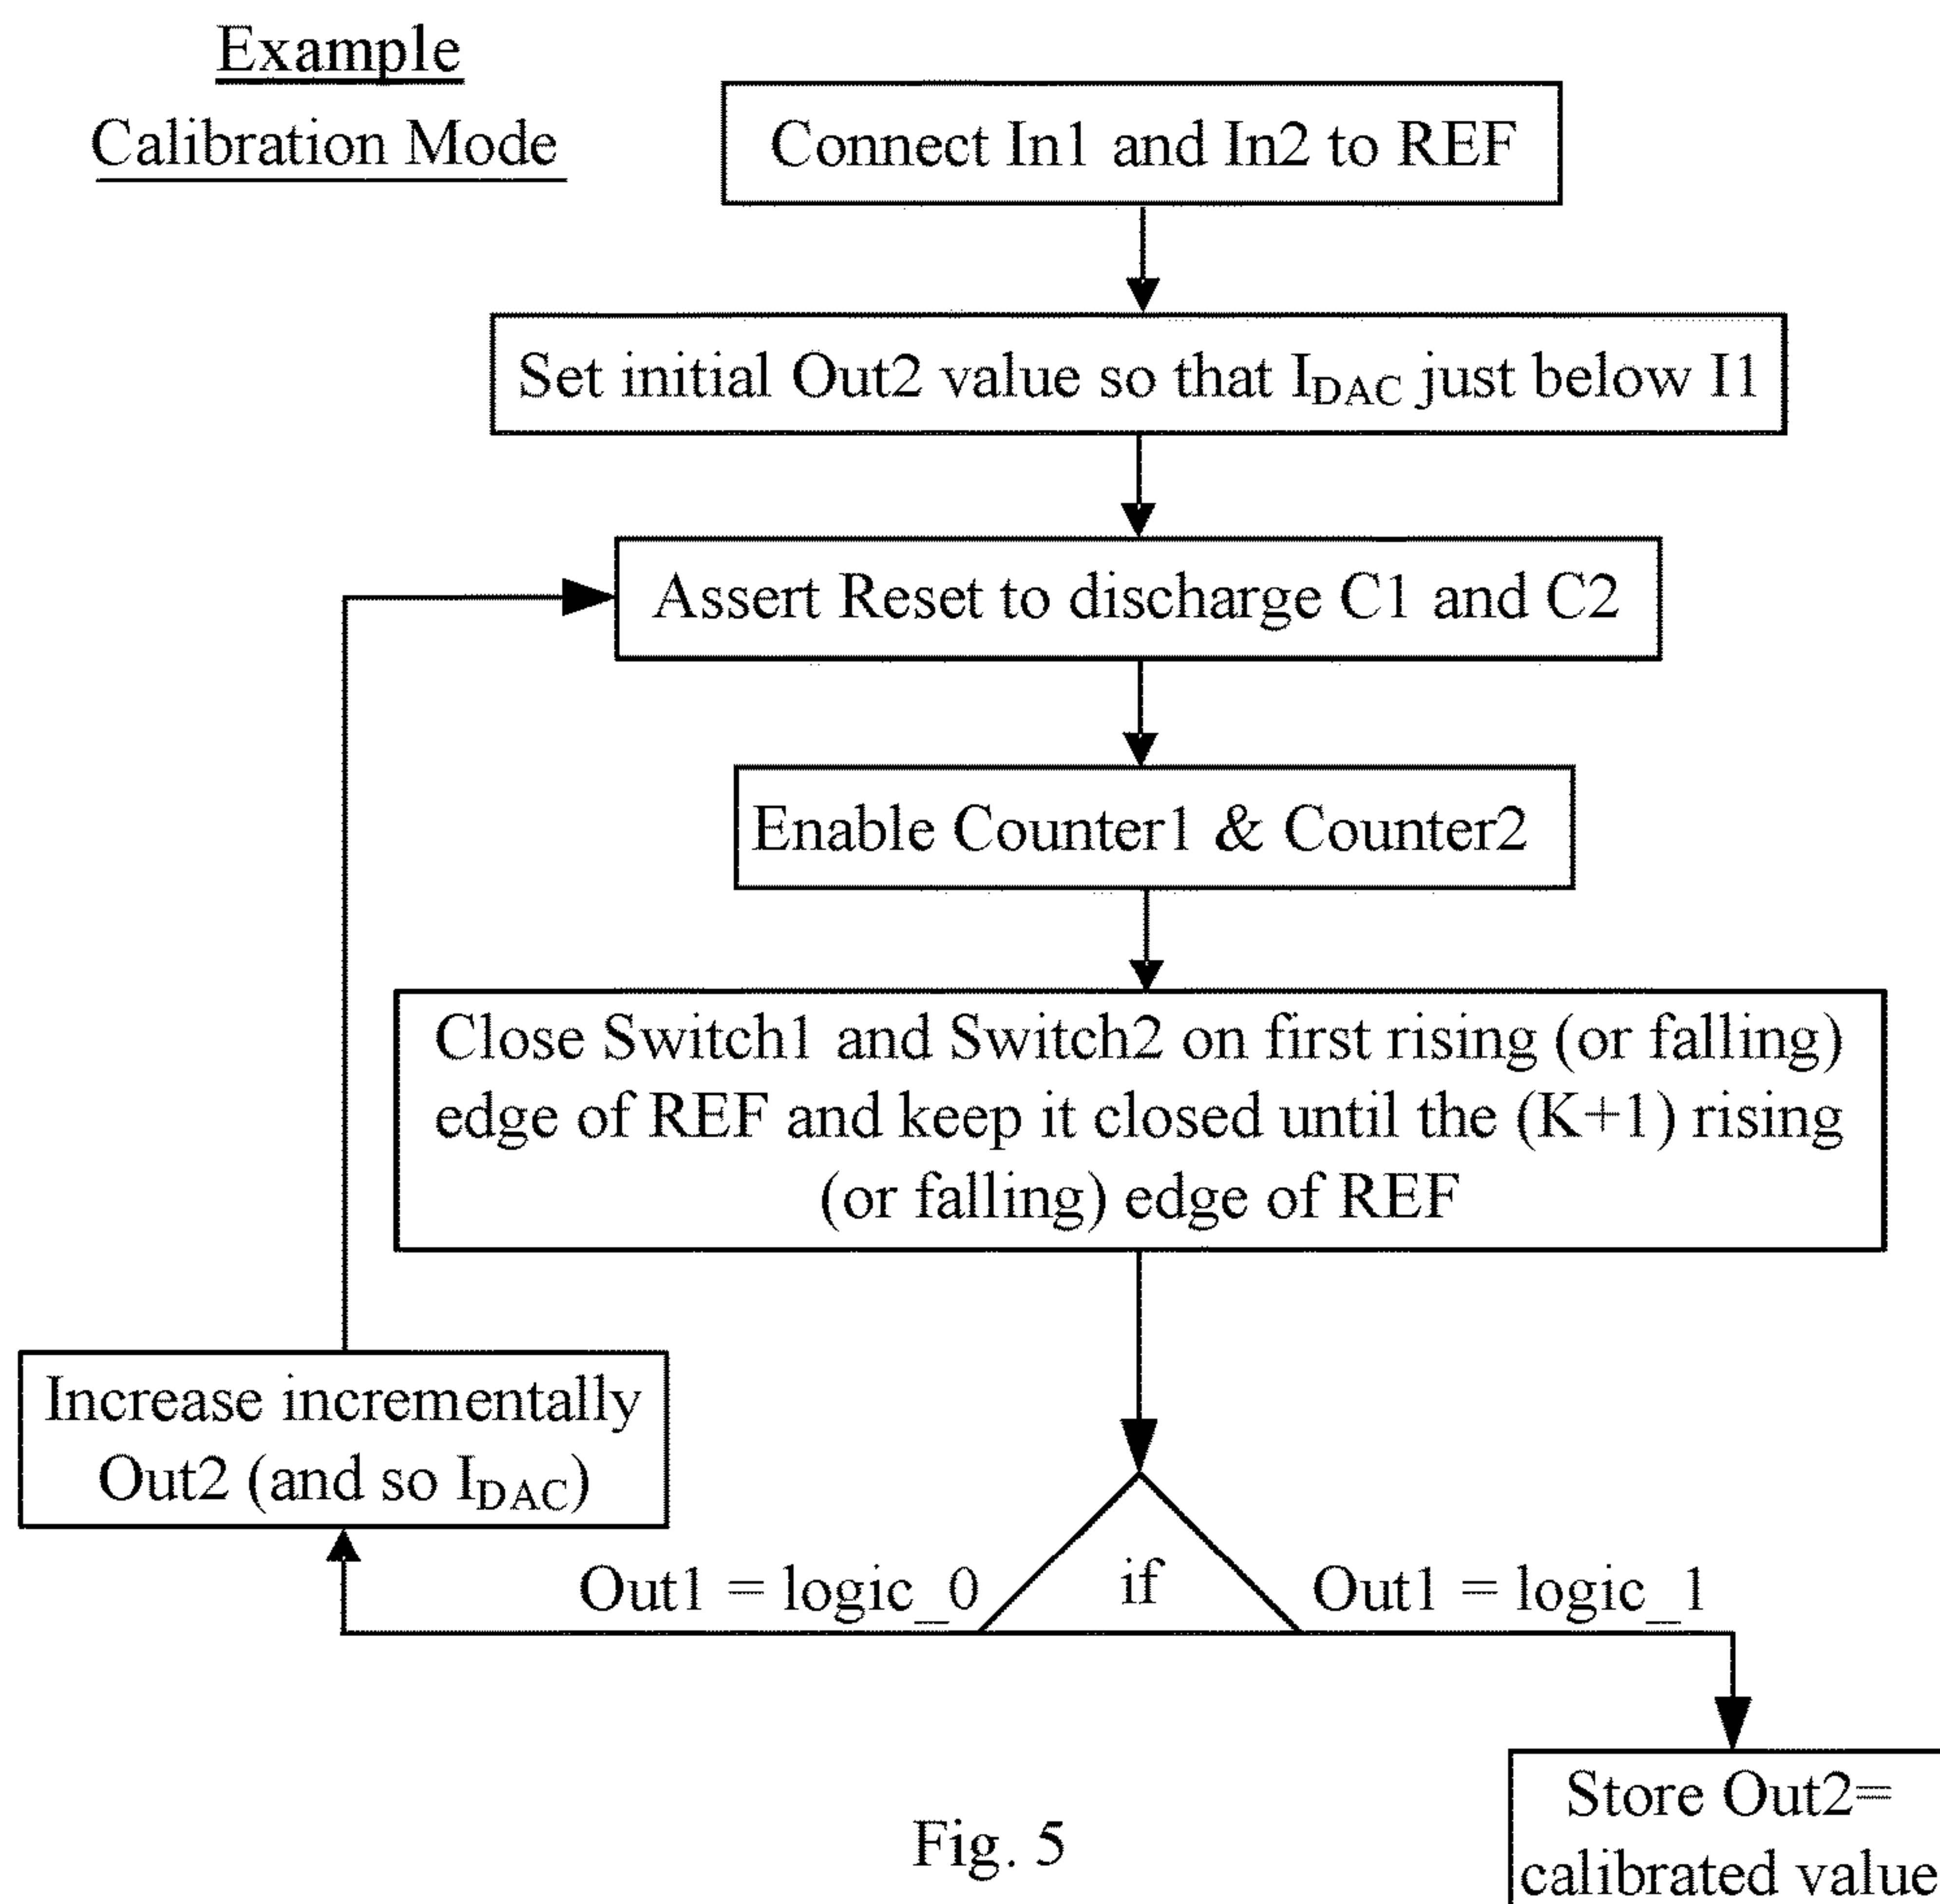 Example
Calibration Mode
Connect In1 and In2 to REF
Set initial Out2 value so that IDAC just below I1
Assert Reset to discharge C1 and C2
Enable Counter1 & Counter2
Close Switch1 and Switch2 on first rising (or falling)
edge of REF and keep it closed until the (K+1) rising
(or falling) edge of REF
Increase incrementally
Out2 (and so IDAC)
Out1 = logic_0
if
Out1 = logic_1
Store Out2=
calibrated value
Fig. 5